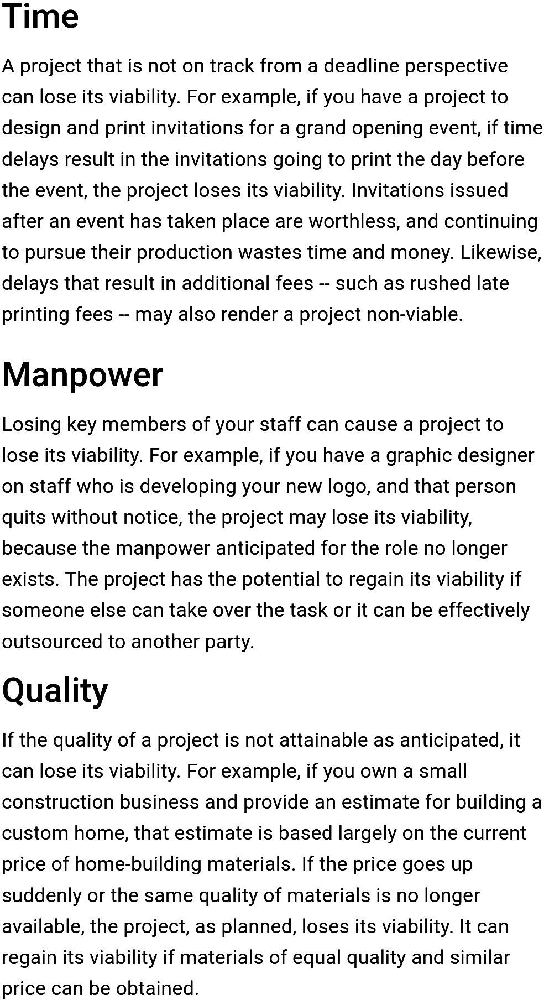 Time
A project that is not on track from a deadline perspective
can lose its viability. For example, if you have a project to
design and print invitations for a grand opening event, if time
delays result in the invitations going to print the day before
the event, the project loses its viability. Invitations issued
after an event has taken place are worthless, and continuing
to pursue their production wastes time and money. Likewise,
delays that result in additional fees -- such as rushed late
printing fees -- may also render a project non-viable.
Manpower
Losing key members of your staff can cause a project to
lose its viability. For example, if you have a graphic designer
on staff who is developing your new logo, and that person
quits without notice, the project may lose its viability,
because the manpower anticipated for the role no longer
exists. The project has the potential to regain its viability if
someone else can take over the task or it can be effectively
outsourced to another party.
Quality
If the quality of a project is not attainable as anticipated, it
can lose its viability. For example, if you own a small
construction business and provide an estimate for building a
custom home, that estimate is based largely on the current
price of home-building materials. If the price goes up
suddenly or the same quality of materials is no longer
available, the project, as planned, loses its viability. It can
regain its viability if materials of equal quality and similar
price can be obtained.